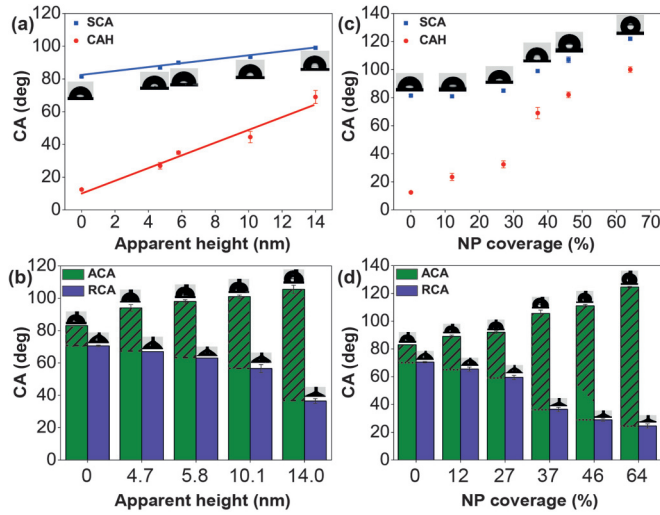 (a)
SCA
CAH
CA (deg)
120
100
80
60
40
20
0
0 2 4 6 8 10 12 14
Apparent height (nm)
(c)
SCA
CAH
CA (deg)
140
120
100
80
60
40
20
0
0 10 20 30 40 50 60 70
NP coverage (%)
(b)
ACA
RCA
CA (deg)
120
100
80
60
40
20
0
0 4.7 5.8 10.1 14.0
Apparent height (nm)
(d)
ACA
RCA
CA (deg)
140
120
100
80
60
40
20
0
0 12 27 37 46 64
NP coverage (%)